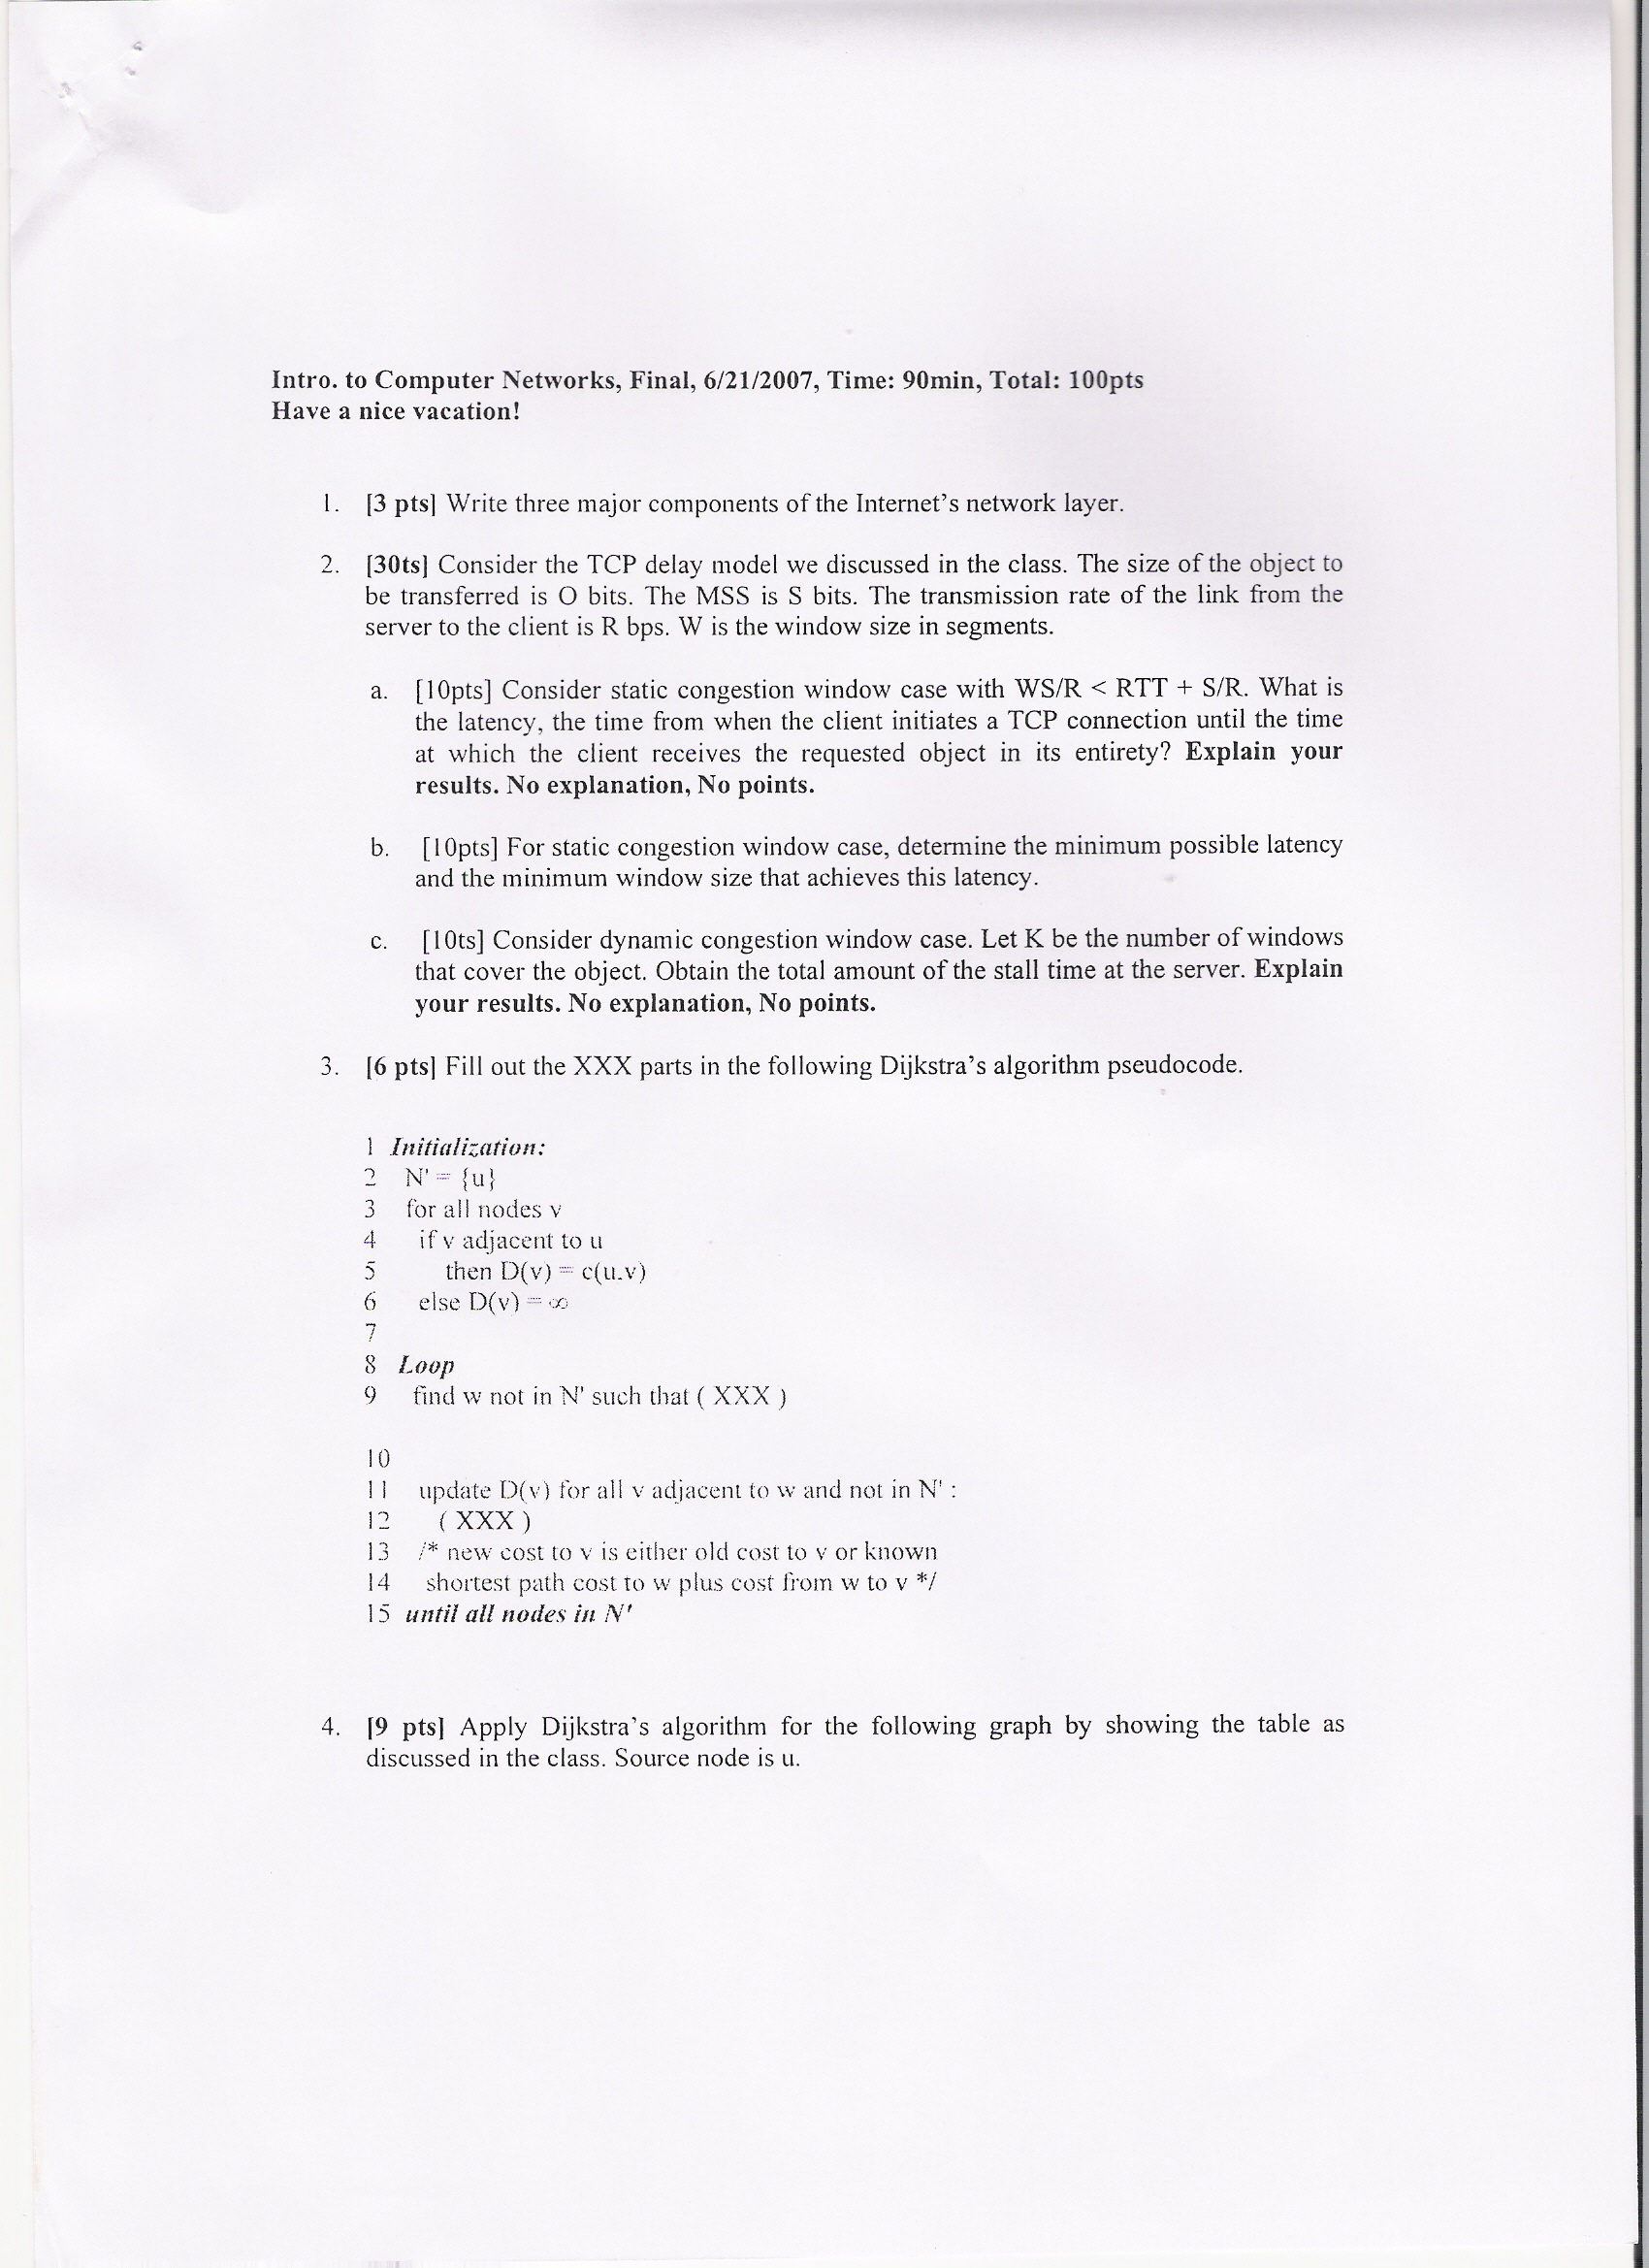 Intro. to Computer Networks, Final, 6/21/2007, Time: 90min, Total: 100pts
Have a nice vacation!
1. [3 pts] Write three major components of the Internet's network layer.
2. [30ts] Consider the TCP delay model we discussed in the class. The size of the object to
be transferred is O bits. The MSS is S bits. The transmission rate of the link from the
server to the client is R bps. W is the window size in segments.
a. [10pts] Consider static congestion window case with WS/R < RTT + S/R. What is
the latency, the time from when the client initiates a TCP connection until the time
at which the client receives the requested object in its entirety? Explain your
results. No explanation, No points.
b. [10pts] For static congestion window case, determine the minimum possible latency
and the minimum window size that achieves this latency.
c. [10ts] Consider dynamic congestion window case. Let K be the number of windows
that cover the object. Obtain the total amount of the stall time at the server. Explain
your results. No explanation, No points.
3. [6 pts] Fill out the XXX parts in the following Dijkstra's algorithm pseudocode.
1 Initialization:
2 N' = {u}
3 for all nodes v
4 if v adjacent to u
5 then D(v) = c(u,v)
6 else D(v) = ∞
7
8 Loop
9 find w not in N' such that ( XXX )
10
11 update D(v) for all v adjacent to w and not in N' :
12 ( XXX )
13 /* new cost to v is either old cost to v or known
14 shortest path cost to w plus cost from w to v */
15 until all nodes in N'
4. [9 pts] Apply Dijkstra's algorithm for the following graph by showing the table as
discussed in the class. Source node is u.